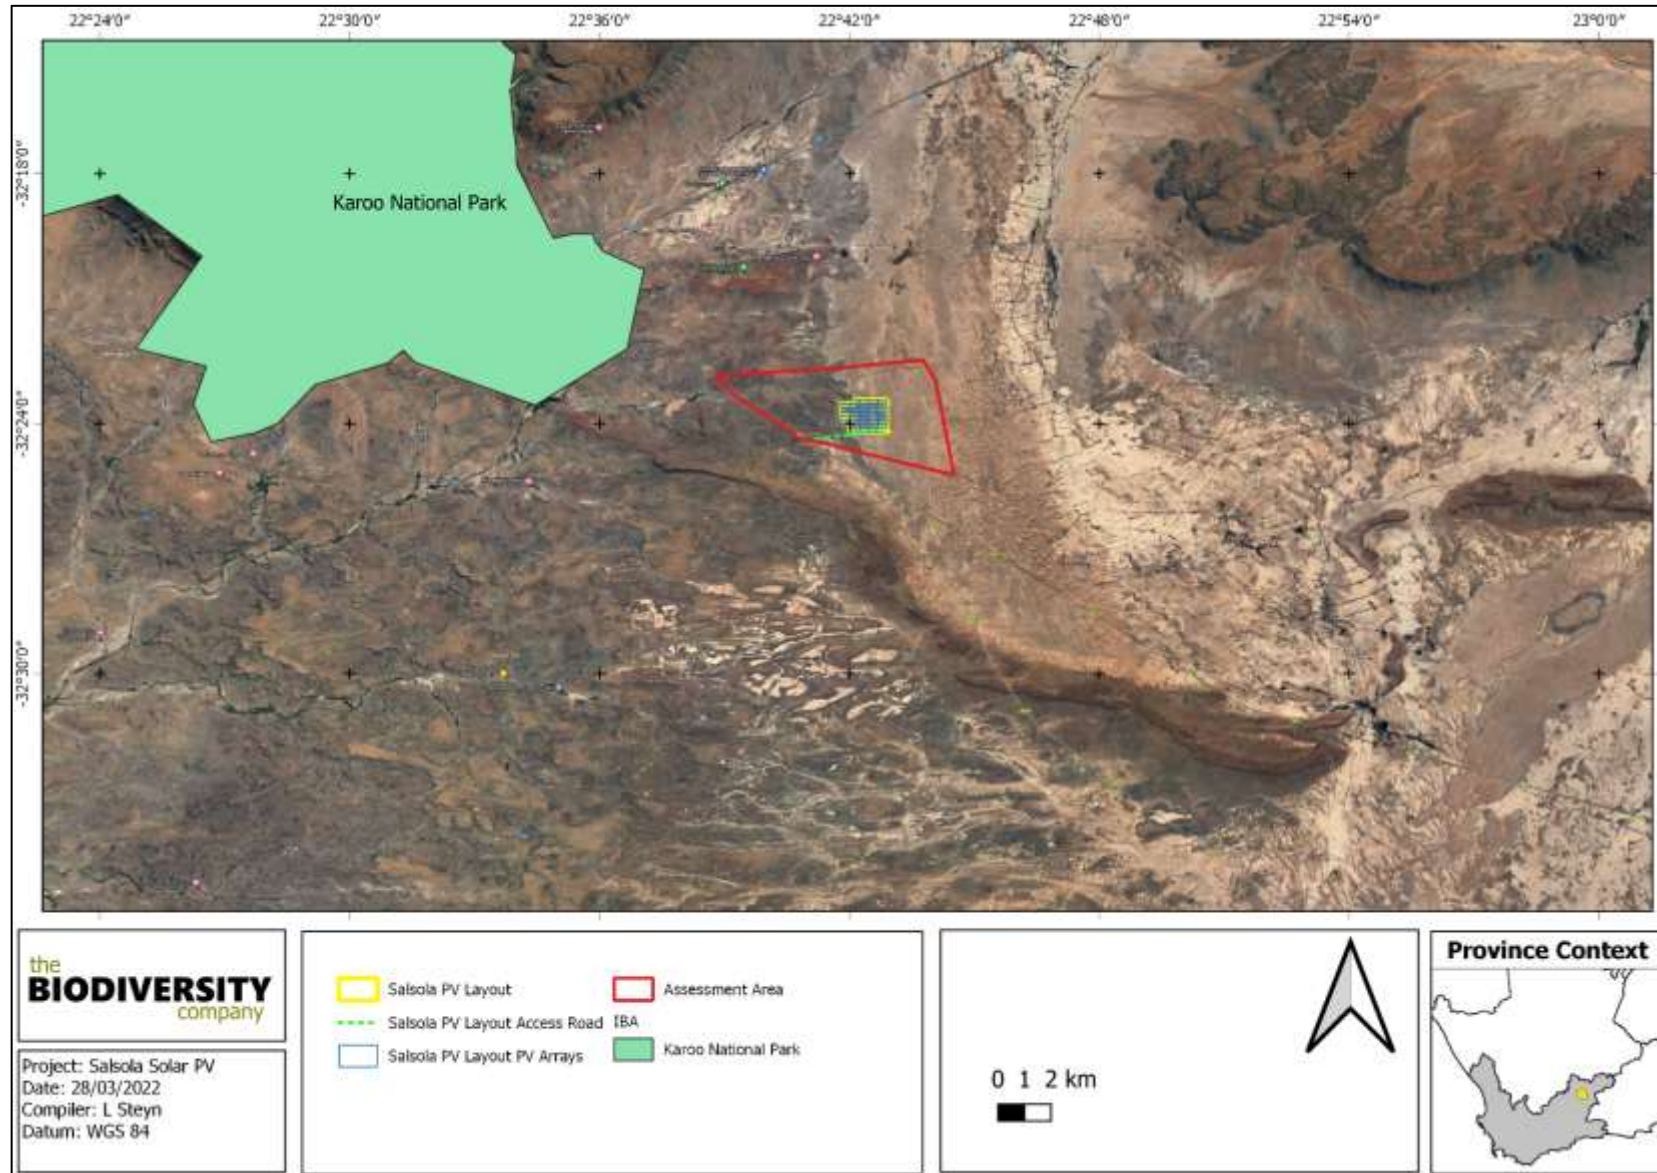 22°24'0" 22°30'0" 22°36'0" 22°42'0" 22°48'0" 22°54'0" 23°0'0"
-32°18'0"
-32°24'0"
-32°30'0"
Karoo National Park
the
BIODIVERSITY
company
Project: Salsola Solar PV
Date: 28/03/2022
Compiler: L Steyn
Datum: WGS 84
Salsola PV Layout
Salsola PV Layout Access Road
Salsola PV Layout PV Arrays
Assessment Area
IBA
Karoo National Park
0 1 2 km
Province Context